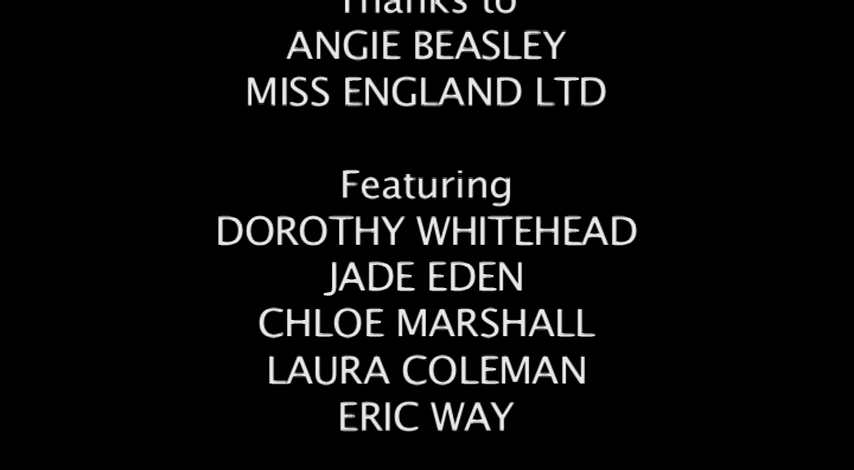 Thanks to
ANGIE BEASLEY
MISS ENGLAND LTD
Featuring
DOROTHY WHITEHEAD
JADE EDEN
CHLOE MARSHALL
LAURA COLEMAN
ERIC WAY